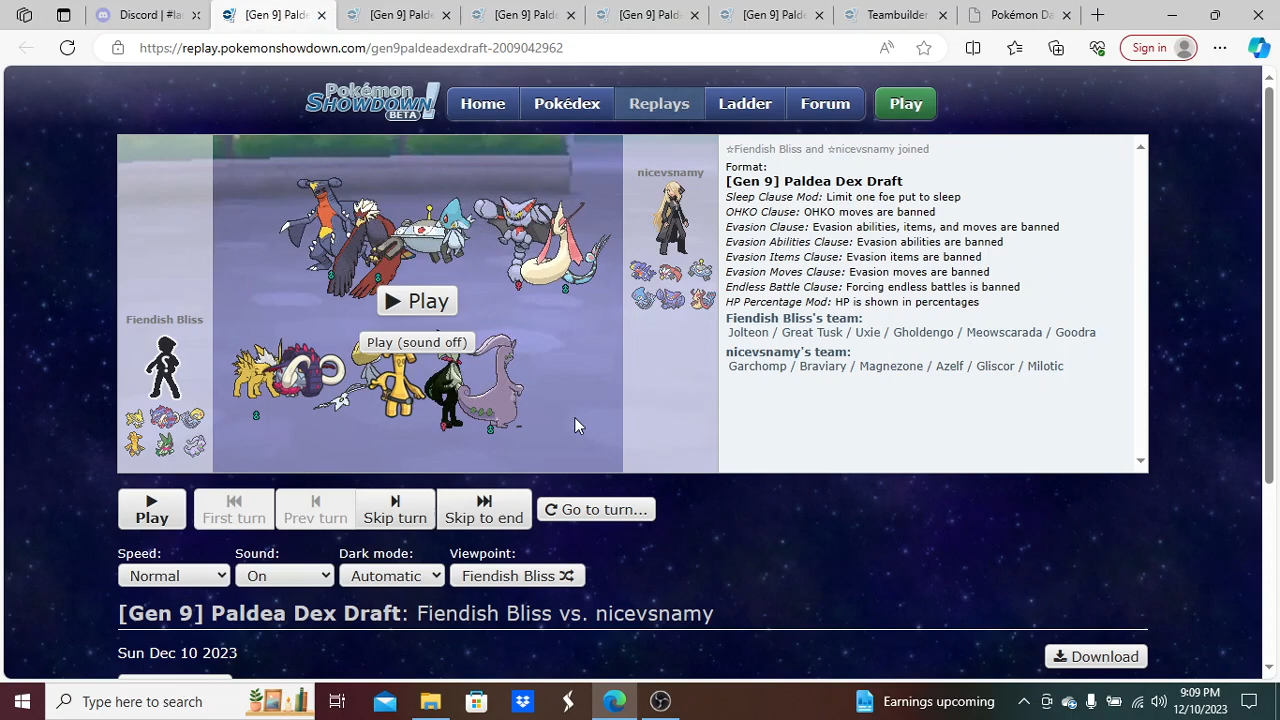 Discord | #la
[Gen 9] Palde
[Gen 9] Palde
[Gen 9] Pald
[Gen 9] Pald
[Gen 9] Palde
Teambuilder
Pokémon Da
https://replay.pokemonshowdown.com/gen9paldeadexdraft-2009042962
Sign in
Pokémon
SHOWDOWN!
BETA
Home
Pokédex
Replays
Ladder
Forum
Play
Fiendish Bliss
Play
Play (sound off)
nicevsnamy
☆Fiendish Bliss and ☆nicevsnamy joined
Format:
[Gen 9] Paldea Dex Draft
Sleep Clause Mod: Limit one foe put to sleep
OHKO Clause: OHKO moves are banned
Evasion Clause: Evasion abilities, items, and moves are banned
Evasion Abilities Clause: Evasion abilities are banned
Evasion Items Clause: Evasion items are banned
Evasion Moves Clause: Evasion moves are banned
Endless Battle Clause: Forcing endless battles is banned
HP Percentage Mod: HP is shown in percentages
Fiendish Bliss's team:
Jolteon / Great Tusk / Uxie / Gholdengo / Meowscarada / Goodra
nicevsnamy's team:
Garchomp / Braviary / Magnezone / Azelf / Gliscor / Milotic
Play
First turn
Prev turn
Skip turn
Skip to end
Go to turn...
Speed:
Sound:
Dark mode:
Viewpoint:
Normal
On
Automatic
Fiendish Bliss
[Gen 9] Paldea Dex Draft: Fiendish Bliss vs. nicevsnamy
Sun Dec 10 2023
Download
Type here to search
Earnings upcoming
9:09 PM
12/10/2023